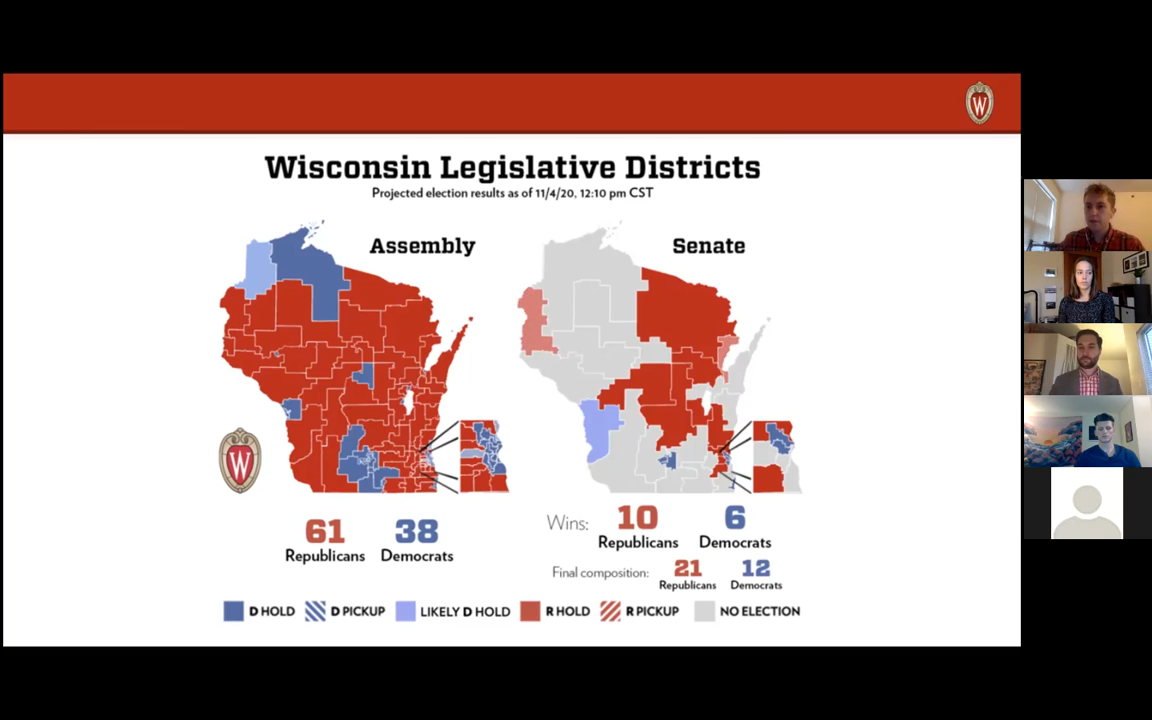 W
Wisconsin Legislative Districts
Projected election results as of 11/4/20, 12:10 pm CST
Assembly
Senate
W
61
Republicans
38
Democrats
Wins:
10
Republicans
6
Democrats
Final composition:
21
Republicans
12
Democrats
D HOLD
D PICKUP
LIKELY D HOLD
R HOLD
R PICKUP
NO ELECTION